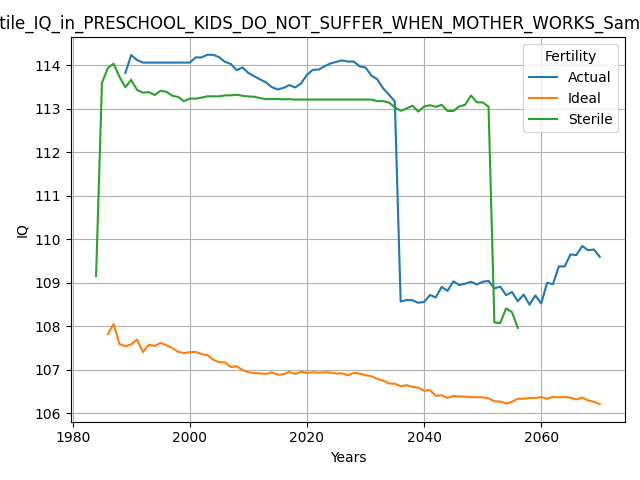 tile_IQ_in_PRESCHOOL_KIDS_DO_NOT_SUFFER_WHEN_MOTHER_WORKS_Sam
Fertility
Actual
Ideal
Sterile
114
113
112
111
110
109
108
107
106
IQ
1980
2000
2020
2040
2060
Years